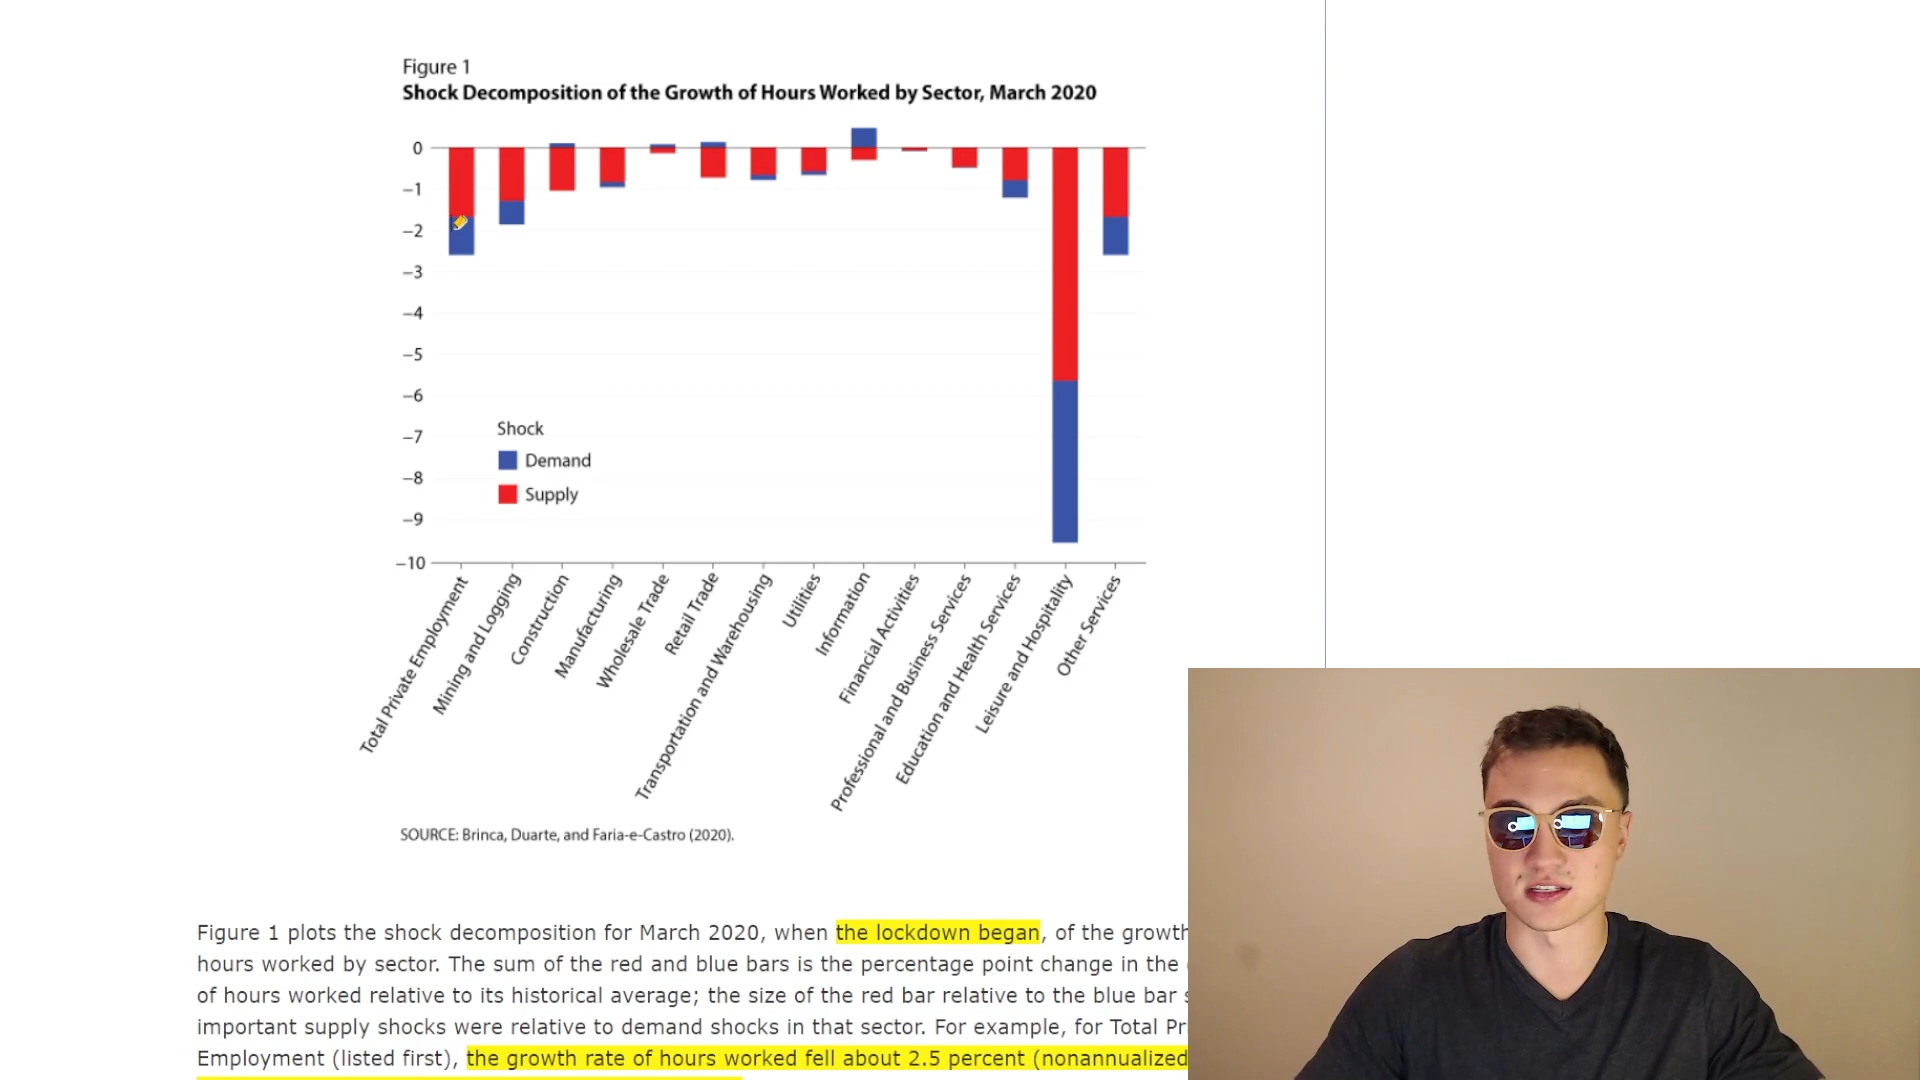 Figure 1
Shock Decomposition of the Growth of Hours Worked by Sector, March 2020
0
−1
−2
−3
−4
−5
−6
−7
−8
−9
−10
Shock
Demand
Supply
Total Private Employment
Mining and Logging
Construction
Manufacturing
Wholesale Trade
Retail Trade
Transportation and Warehousing
Utilities
Information
Financial Activities
Professional and Business Services
Education and Health Services
Leisure and Hospitality
Other Services
SOURCE: Brinca, Duarte, and Faria-e-Castro (2020).
Figure 1 plots the shock decomposition for March 2020, when the lockdown began, of the growth
hours worked by sector. The sum of the red and blue bars is the percentage point change in the
of hours worked relative to its historical average; the size of the red bar relative to the blue bar
important supply shocks were relative to demand shocks in that sector. For example, for Total Pr
Employment (listed first), the growth rate of hours worked fell about 2.5 percent (nonannualized